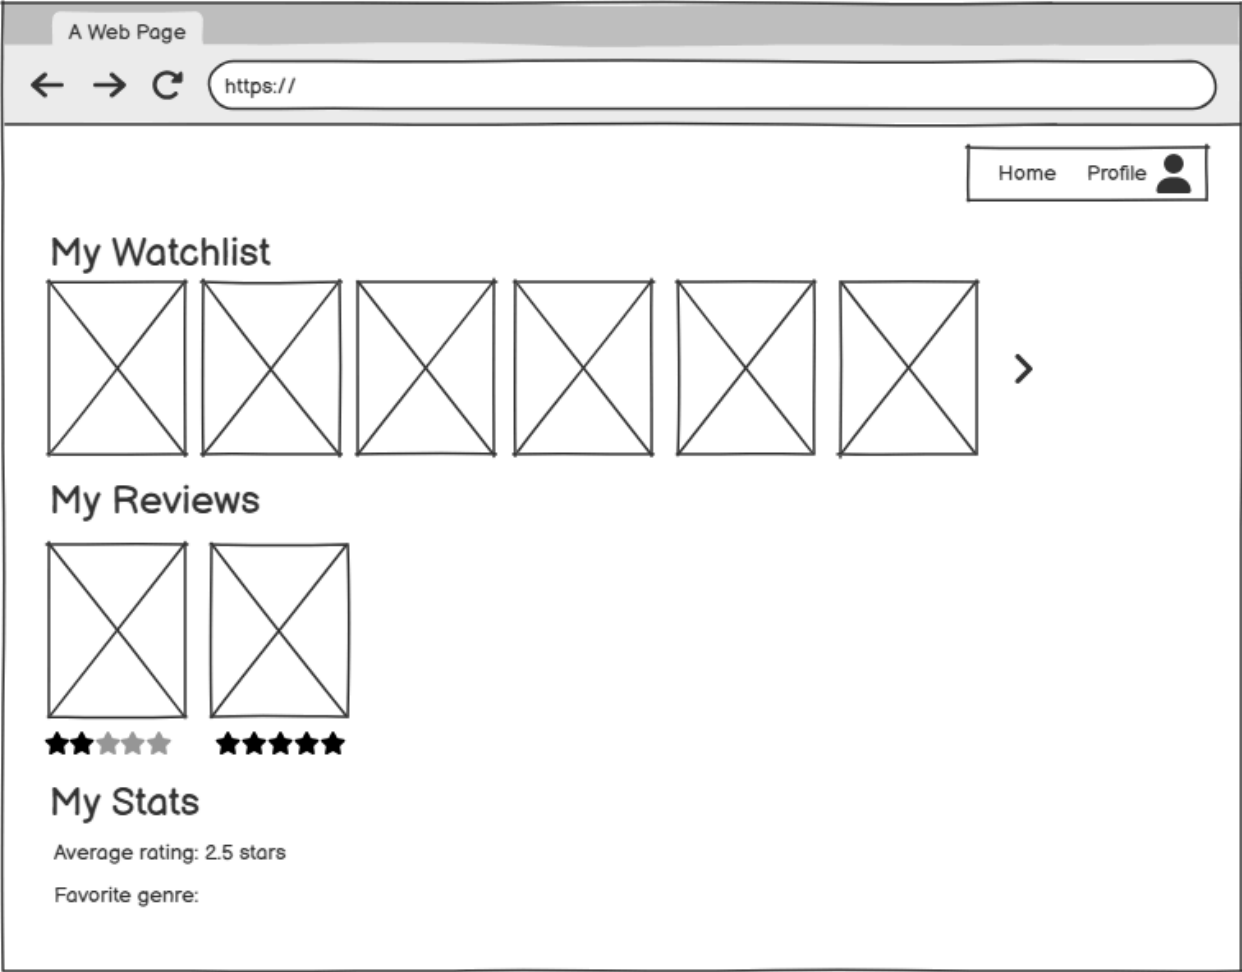 A Web Page
https://
Home Profile
My Watchlist
My Reviews
My Stats
Average rating: 2.5 stars
Favorite genre: